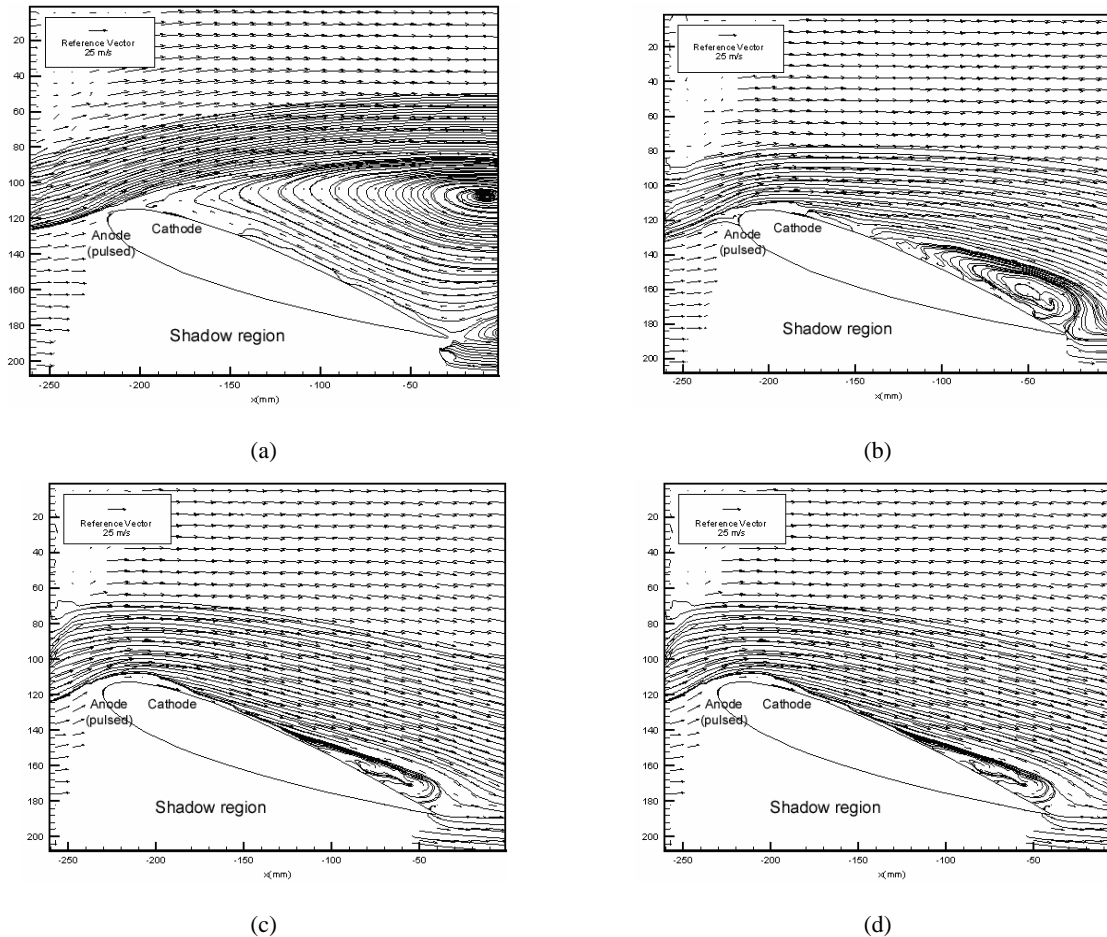 20
40
60
80
100
120
140
160
180
200
Reference Vector
25 m/s
Anode
(pulsed)
Cathode
Shadow region
-250
-200
-150
-100
-50
x(mm)
(a)
20
40
60
80
100
120
140
160
180
200
Reference Vector
25 m/s
Anode
(pulsed)
Cathode
Shadow region
-250
-200
-150
-100
-50
x(mm)
(b)
20
40
60
80
100
120
140
160
180
200
Reference Vector
25 m/s
Anode
(pulsed)
Cathode
Shadow region
-250
-200
-150
-100
-50
x(mm)
(c)
20
40
60
80
100
120
140
160
180
200
Reference Vector
25 m/s
Anode
(pulsed)
Cathode
Shadow region
-250
-200
-150
-100
-50
x(mm)
(d)